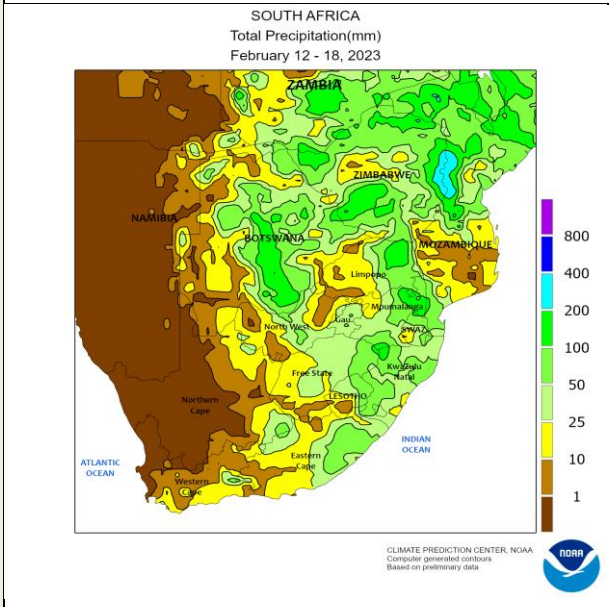 SOUTH AFRICA
Total Precipitation(mm)
February 12 - 18, 2023
ZAMBIA
ZIMBABWE
NAMIBIA
BOTSWANA
MOZAMBIQUE
Limpopo
Mpumalanga
Gau
North West
SWAZ
KwaZulu
Natal
Free State
LESOTHO
Northern
Cape
Eastern
Cape
Western
Cape
INDIAN
OCEAN
ATLANTIC
OCEAN
800
400
200
100
50
25
10
1
CLIMATE PREDICTION CENTER, NOAA
Computer generated contours
Based on preliminary data
NOAA